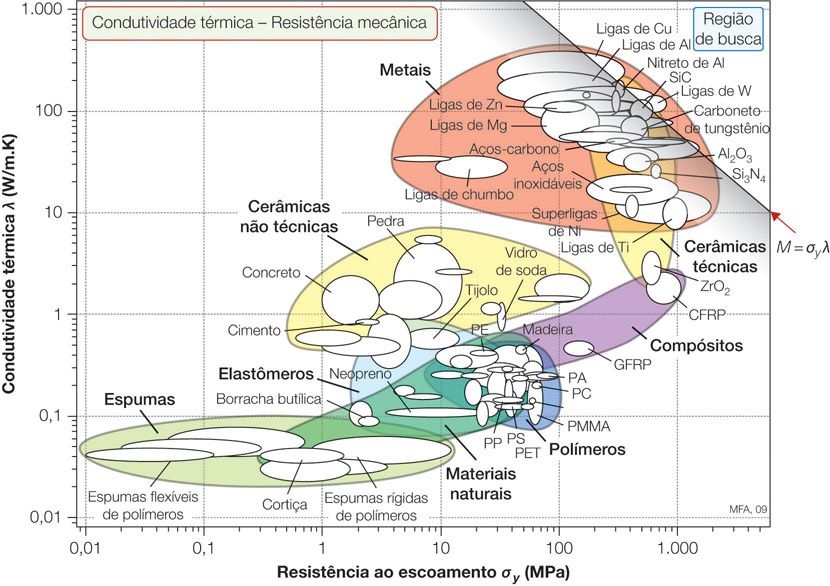 Condutividade térmica – Resistência mecânica
Região
de busca
1.000
100
10
1
0,1
0,01
Condutividade térmica λ (W/m.K)
Ligas de Cu
Ligas de Al
Nitreto de Al
SiC
Ligas de W
Metais
Ligas de Zn
Ligas de Mg
Carboneto
de tungstênio
Aços-carbono
Al2O3
Aços
inoxidáveis
Si3N4
Ligas de chumbo
Superligas
de Ni
Ligas de Ti
M = σyλ
Cerâmicas
não técnicas
Pedra
Cerâmicas
técnicas
Vidro
de soda
Concreto
Tijolo
ZrO2
CFRP
Cimento
PE
Madeira
Compósitos
GFRP
Elastômeros
Neopreno
PA
Borracha butílica
PC
Espumas
PMMA
PP
PS
PET
Polímeros
Materiais
naturais
Espumas flexíveis
de polímeros
Cortiça
Espumas rígidas
de polímeros
MFA, 09
0,01
0,1
1
10
100
1.000
Resistência ao escoamento σy (MPa)